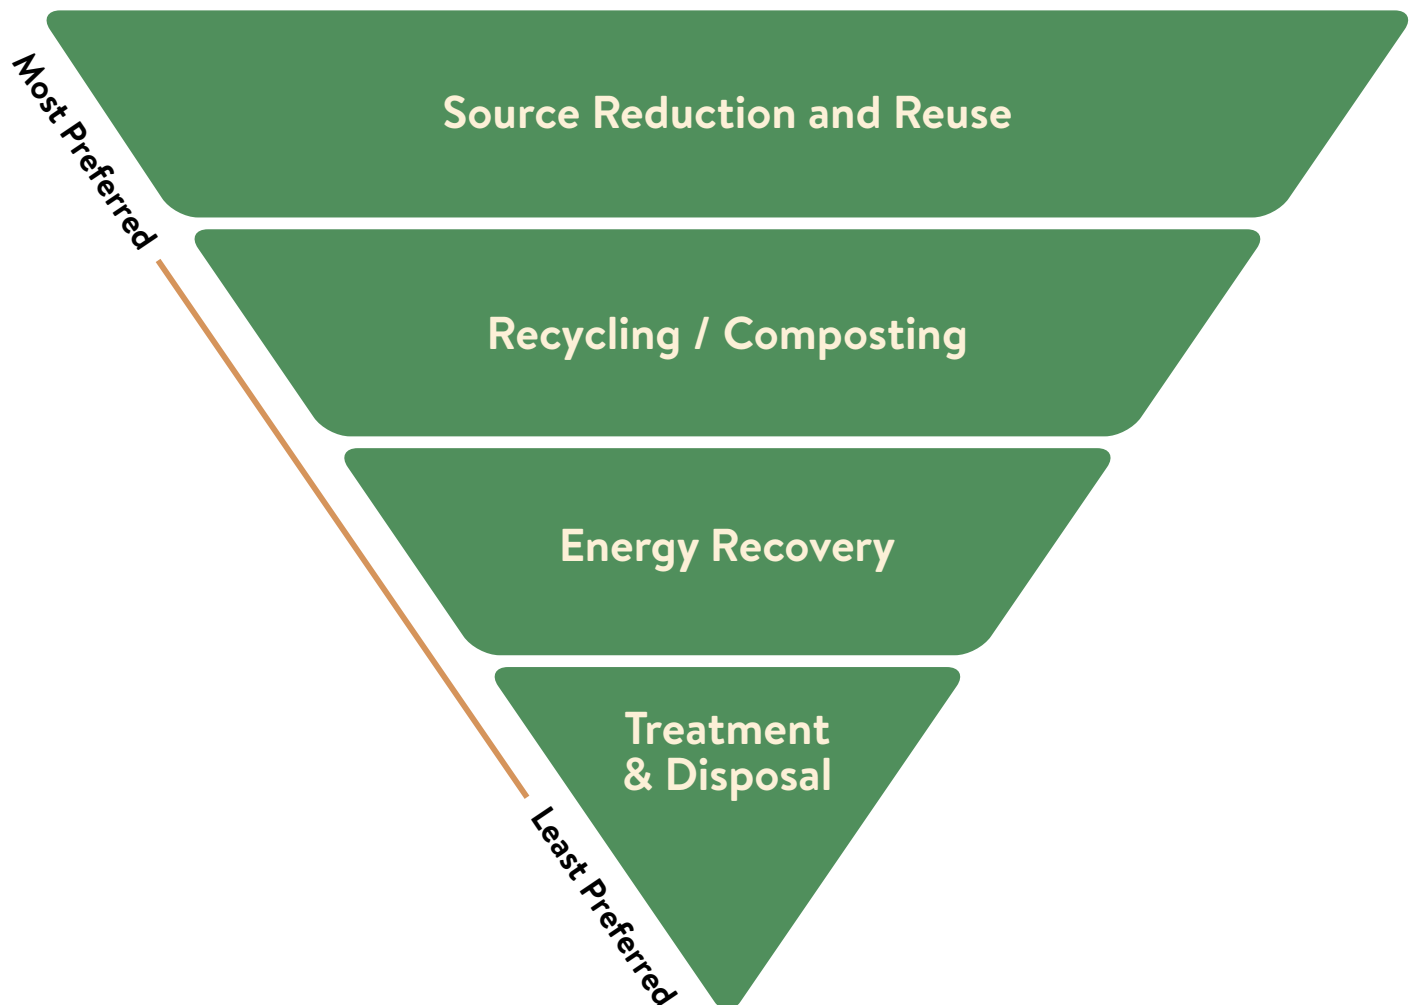 Most Preferred
Source Reduction and Reuse
Recycling / Composting
Energy Recovery
Treatment
& Disposal
Least Preferred